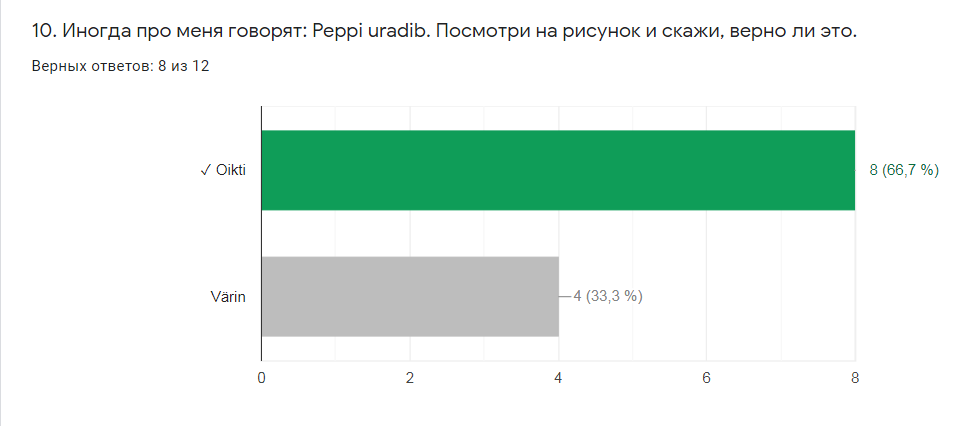 10. Иногда про меня говорят: Peppi uradib. Посмотри на рисунок и скажи, верно ли это.
Верных ответов: 8 из 12
✓ Oikti
8 (66,7 %)
Värin
4 (33,3 %)
0 2 4 6 8